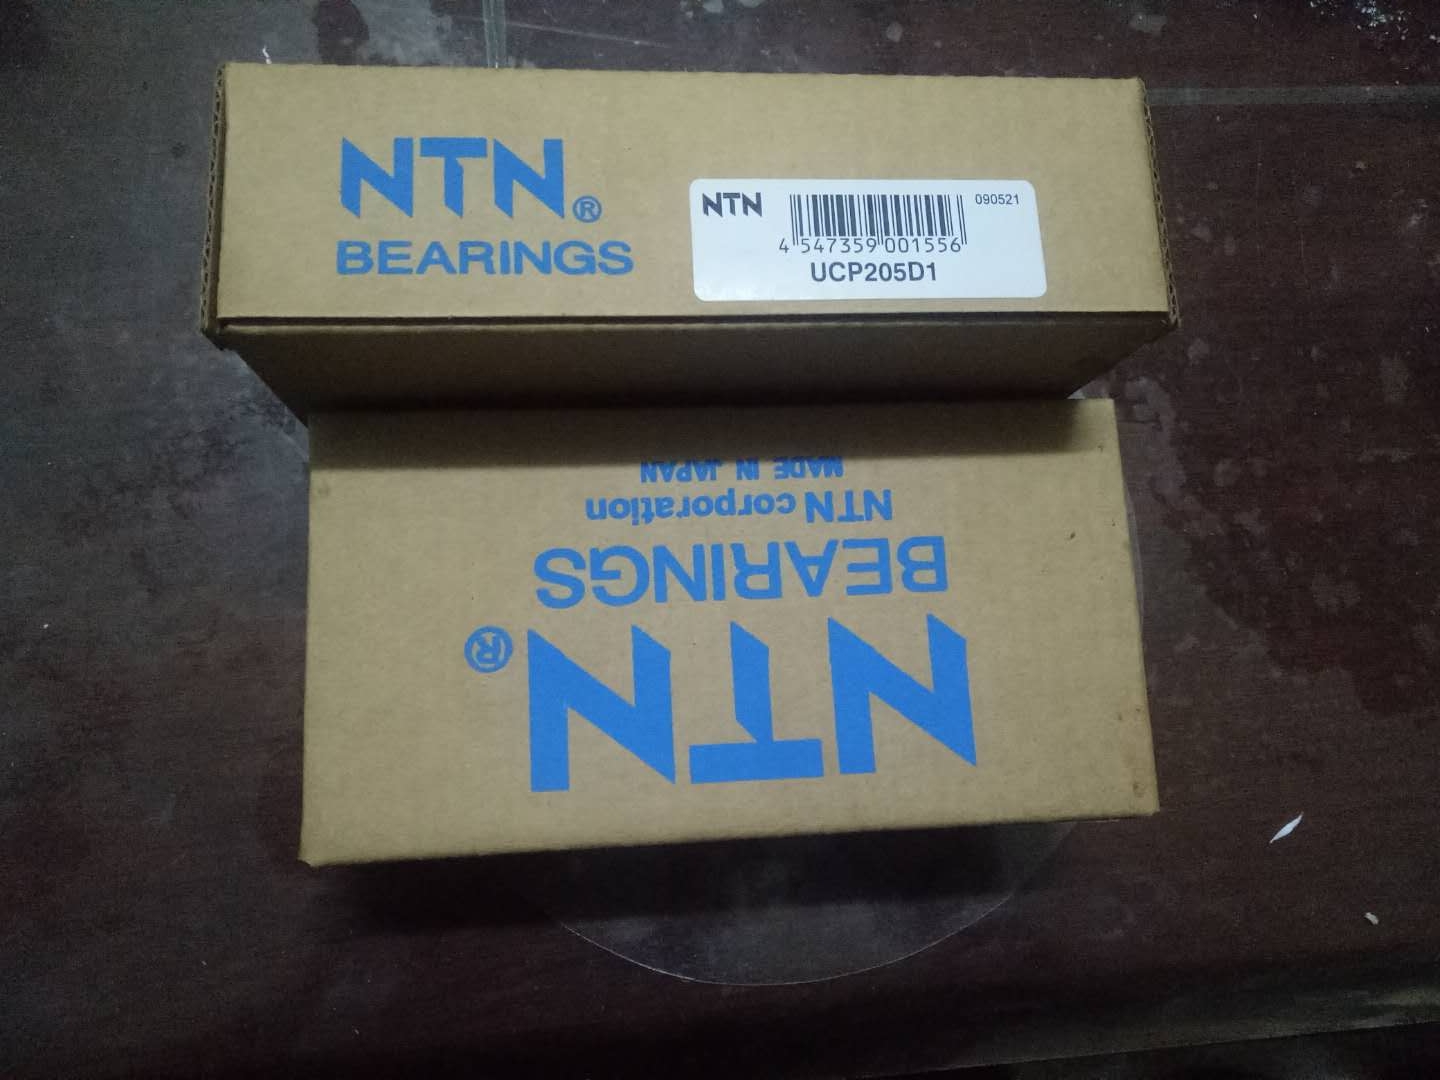 NTN®
BEARINGS
NTN
090521
4 547359 001556
UCP205D1
NTN®
BEARINGS
NTN corporation
MADE IN JAPAN